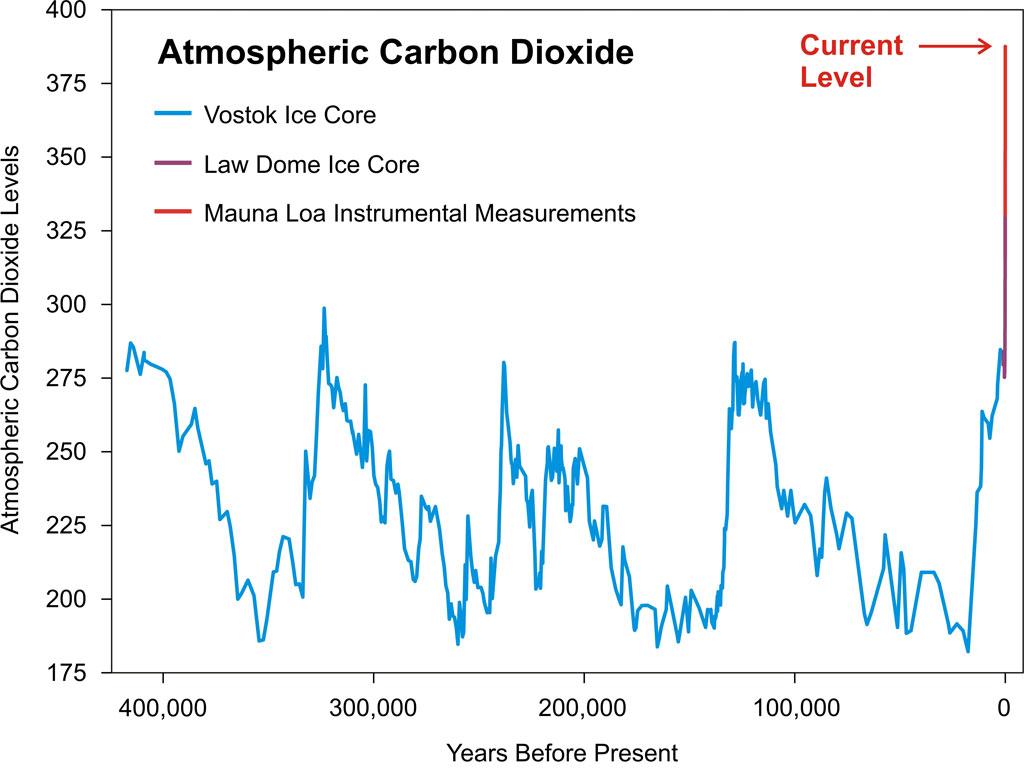 Atmospheric Carbon Dioxide
Current
Level
Vostok Ice Core
Law Dome Ice Core
Mauna Loa Instrumental Measurements
Atmospheric Carbon Dioxide Levels
400
375
350
325
300
275
250
225
200
175
400,000 300,000 200,000 100,000 0
Years Before Present